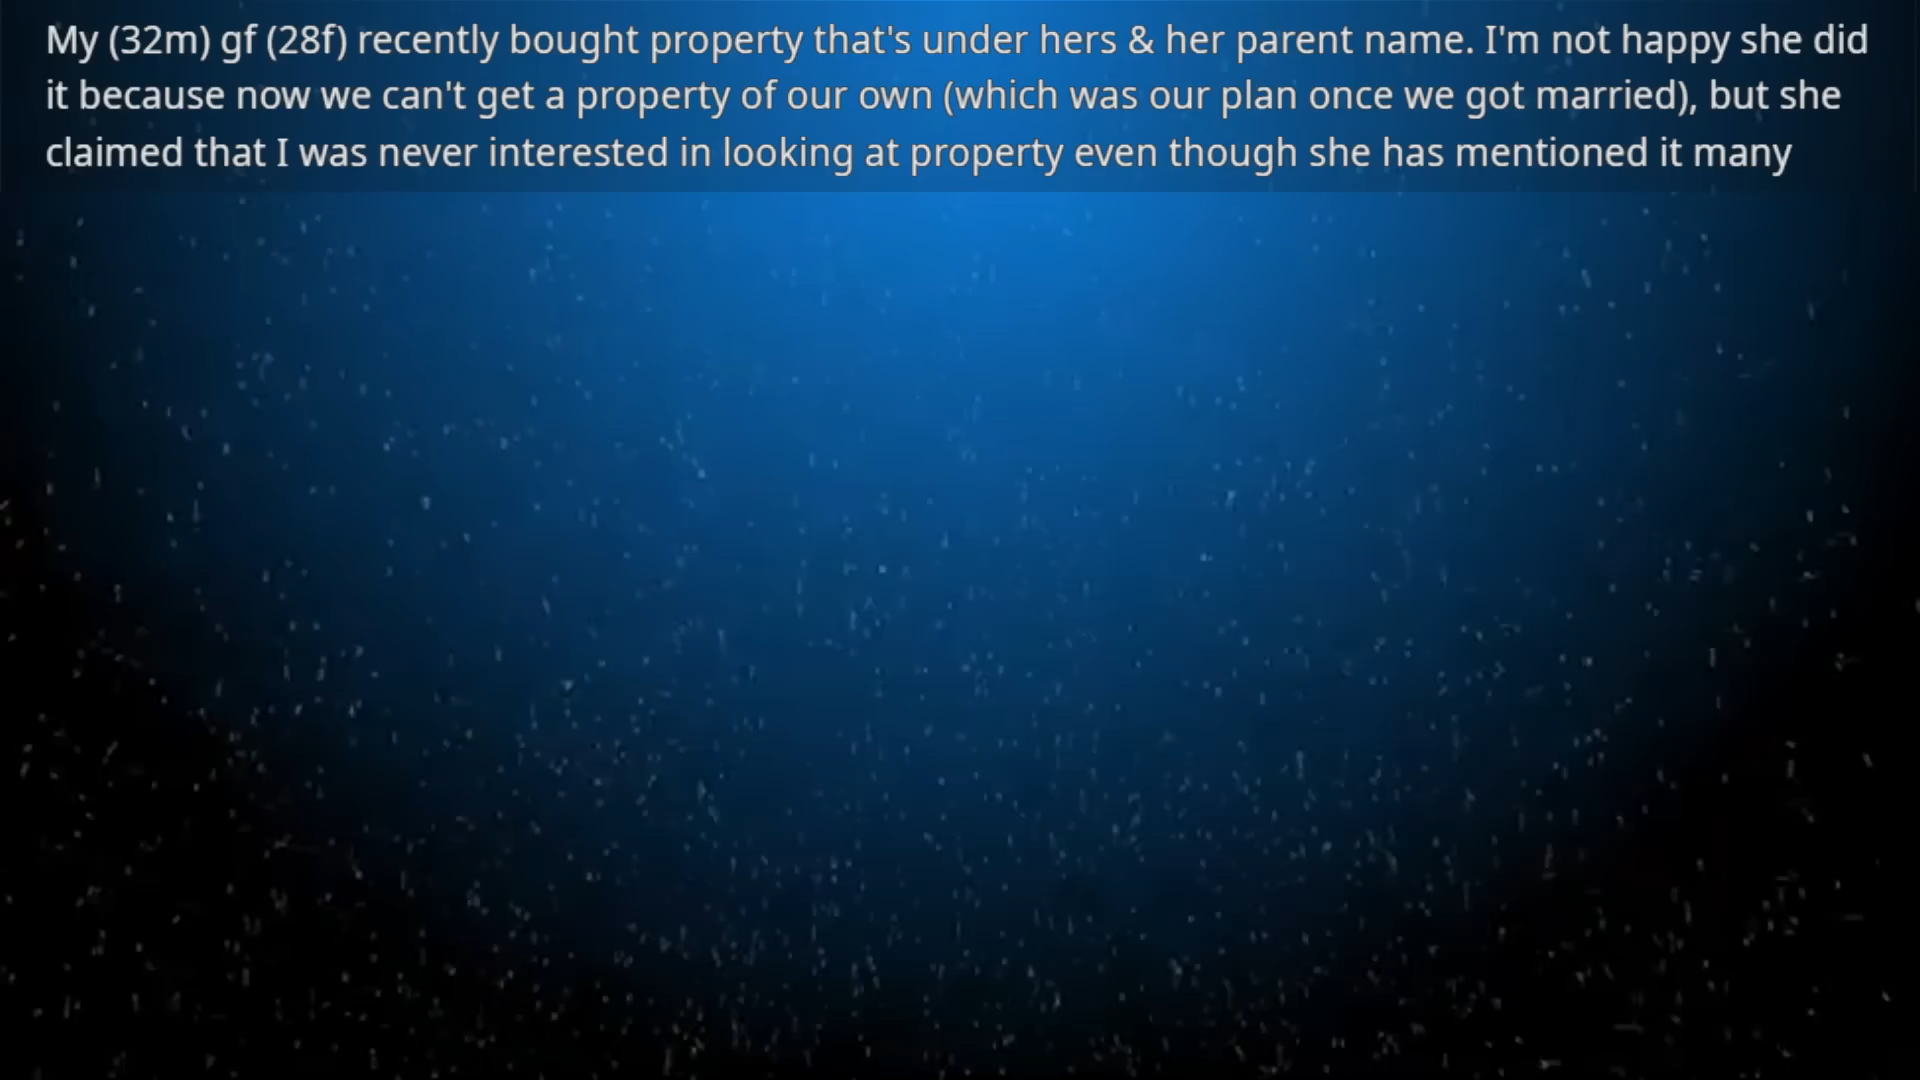 My (32m) gf (28f) recently bought property that's under hers & her parent name. I'm not happy she did
it because now we can't get a property of our own (which was our plan once we got married), but she
claimed that I was never interested in looking at property even though she has mentioned it many